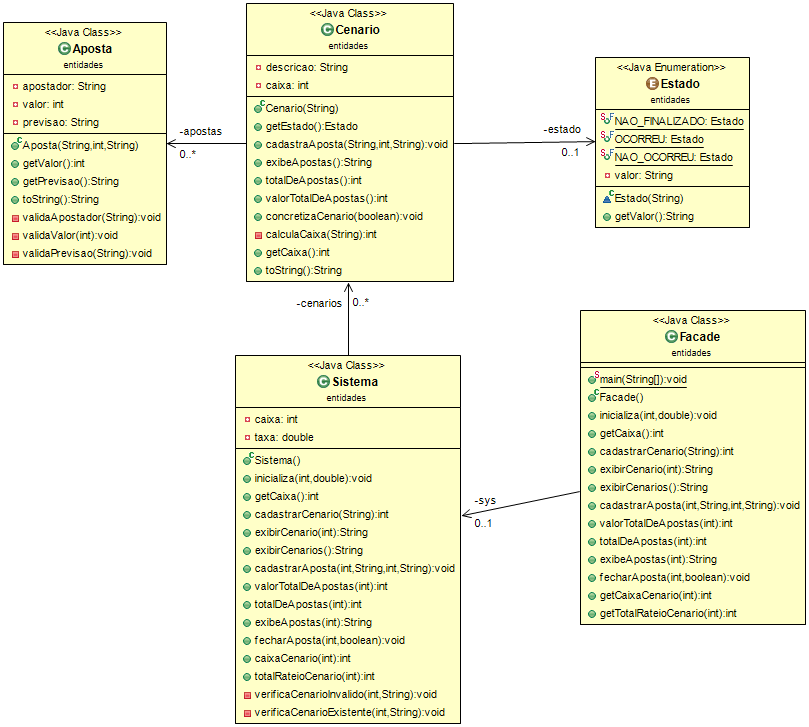 <<Java Class>>
Aposta
entidades
apostador: String
valor: int
previsao: String
Aposta(String,int,String)
getValor():int
getPrevisao():String
toString():String
validaApostador(String):void
validaValor(int):void
validaPrevisao(String):void
-apostas
0..*
<<Java Class>>
Cenario
entidades
descricao: String
caixa: int
Cenario(String)
getEstado():Estado
cadastraAposta(String,int,String):void
exibeApostas():String
totalDeApostas():int
valorTotalDeApostas():int
concretizaCenario(boolean):void
calculaCaixa(String):int
getCaixa():int
toString():String
-estado
0..1
<<Java Enumeration>>
Estado
entidades
NAO_FINALIZADO: Estado
OCORREU: Estado
NAO_OCORREU: Estado
valor: String
Estado(String)
getValor():String
-cenarios
0..*
<<Java Class>>
Sistema
entidades
caixa: int
taxa: double
Sistema()
inicializa(int,double):void
getCaixa():int
cadastrarCenario(String):int
exibirCenario(int):String
exibirCenarios():String
cadastrarAposta(int,String,int,String):void
valorTotalDeApostas(int):int
totalDeApostas(int):int
exibeApostas(int):String
fecharAposta(int,boolean):void
caixaCenario(int):int
totalRateioCenario(int):int
verificaCenarioInvalido(int,String):void
verificaCenarioExistente(int,String):void
-sys
0..1
<<Java Class>>
Facade
entidades
main(String[]):void
Facade()
inicializa(int,double):void
getCaixa():int
cadastrarCenario(String):int
exibirCenario(int):String
exibirCenarios():String
cadastrarAposta(int,String,int,String):void
valorTotalDeApostas(int):int
totalDeApostas(int):int
exibeApostas(int):String
fecharAposta(int,boolean):void
getCaixaCenario(int):int
getTotalRateioCenario(int):int